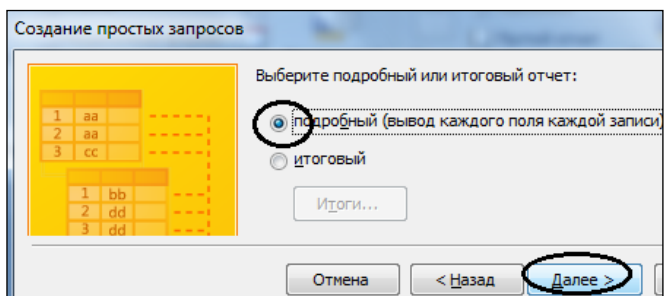 Создание простых запросов
Выберите подробный или итоговый отчет:
подробный (вывод каждого поля каждой записи)
итоговый
Итоги...
1 aa
2 aa
3 cc
1 bb
2 dd
3 dd
Отмена
< Назад
Далее >